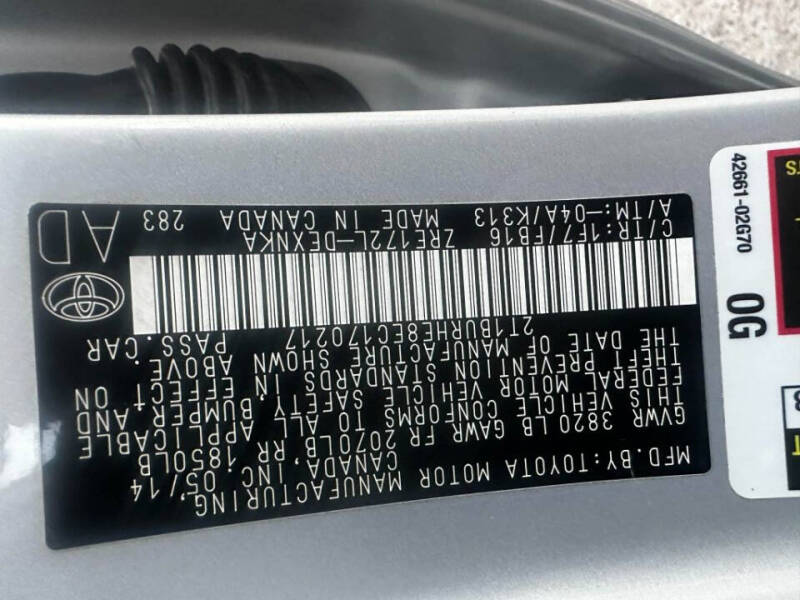 MFD.BY:TOYOTA MOTOR MANUFACTURING
CANADA,INC. 05/14
GVWR 3820LB GAWR FR 2070LB RR 1850LB
THIS VEHICLE CONFORMS TO ALL APPLICABLE
FEDERAL MOTOR VEHICLE SAFETY, BUMPER, AND
THEFT PREVENTION STANDARDS IN EFFECT ON
THE DATE OF MANUFACTURE SHOWN ABOVE.
2T1BURHE8EC170217 PASS.CAR
C/TR:1F7/FB16 ZRE172L-DEXNKA
A/TM:-04A/K313 MADE IN CANADA 283
AD
42661-02G70
0G